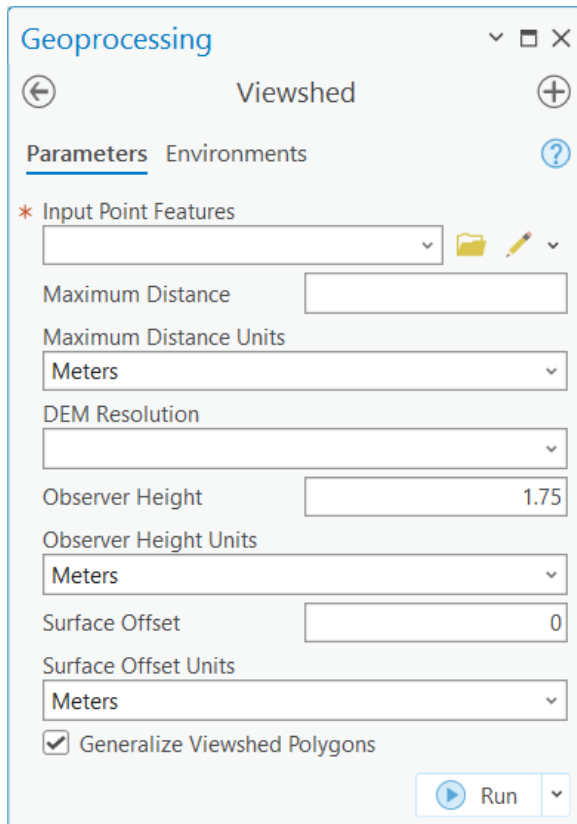 Geoprocessing
Viewshed
Parameters Environments
* Input Point Features
Maximum Distance
Maximum Distance Units
Meters
DEM Resolution
Observer Height 1.75
Observer Height Units
Meters
Surface Offset 0
Surface Offset Units
Meters
Generalize Viewshed Polygons
Run